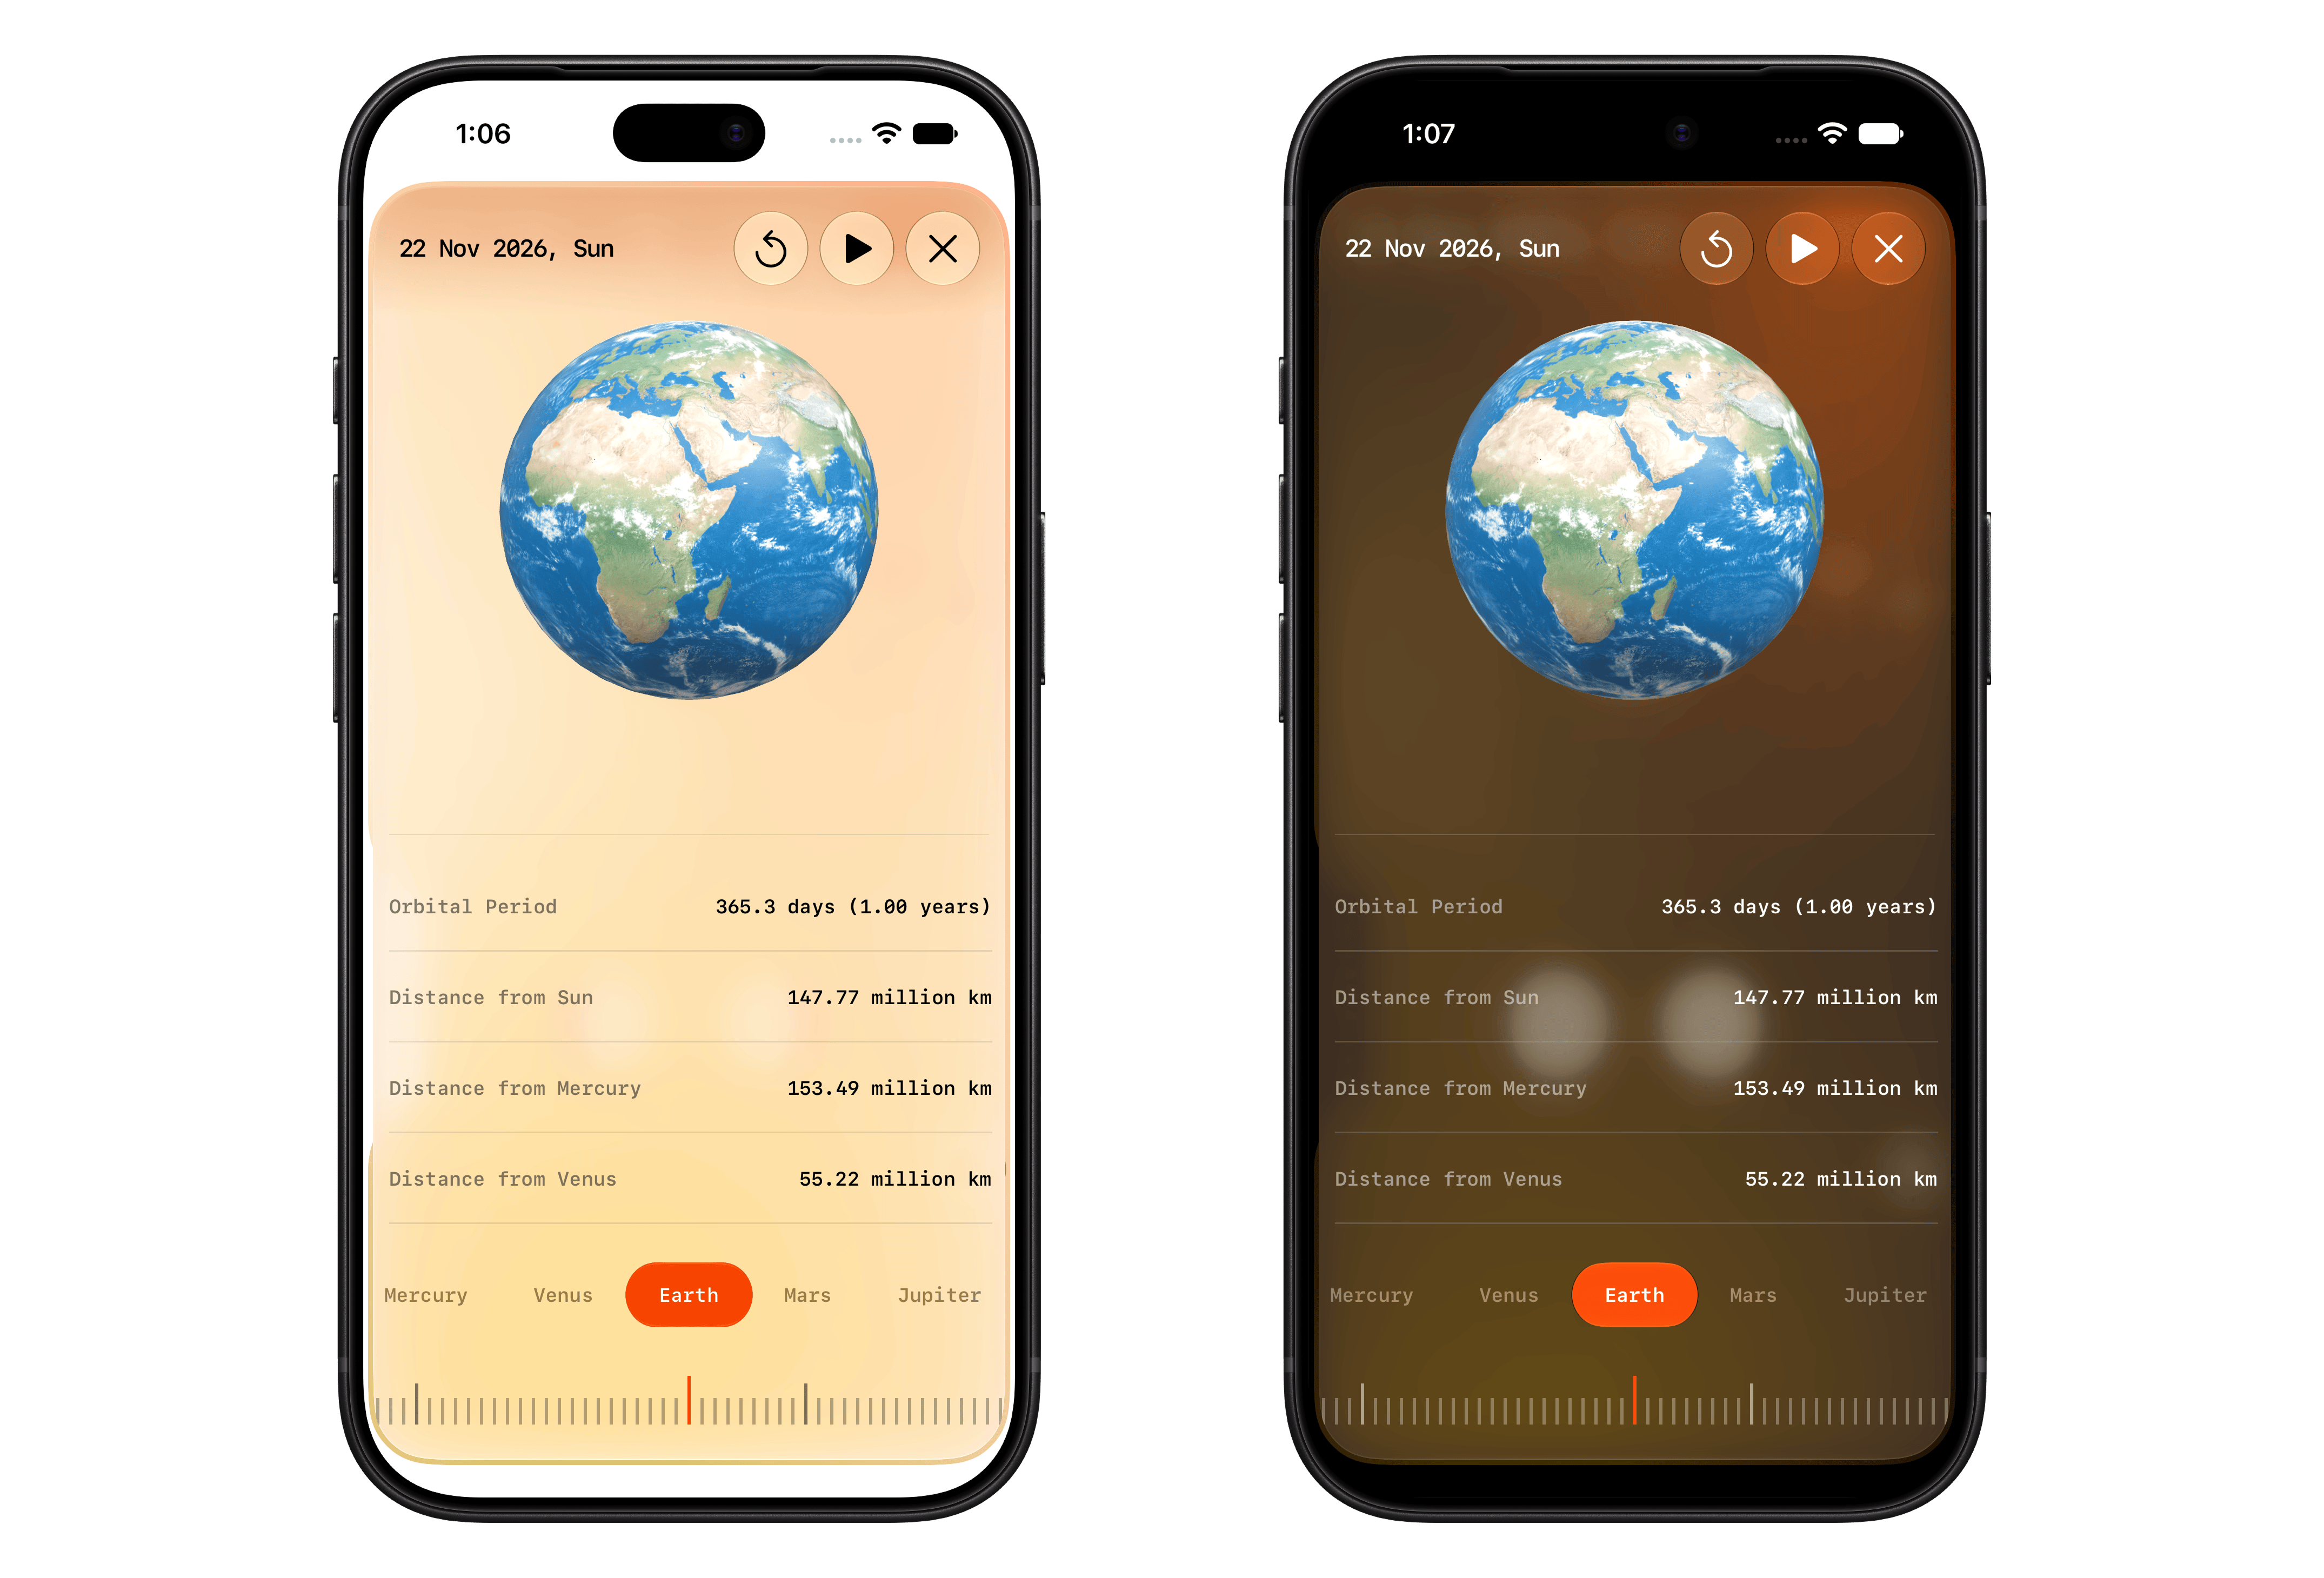 1:06
22 Nov 2026, Sun
Orbital Period 365.3 days (1.00 years)
Distance from Sun 147.77 million km
Distance from Mercury 153.49 million km
Distance from Venus 55.22 million km
Mercury Venus Earth Mars Jupiter
1:07
22 Nov 2026, Sun
Orbital Period 365.3 days (1.00 years)
Distance from Sun 147.77 million km
Distance from Mercury 153.49 million km
Distance from Venus 55.22 million km
Mercury Venus Earth Mars Jupiter